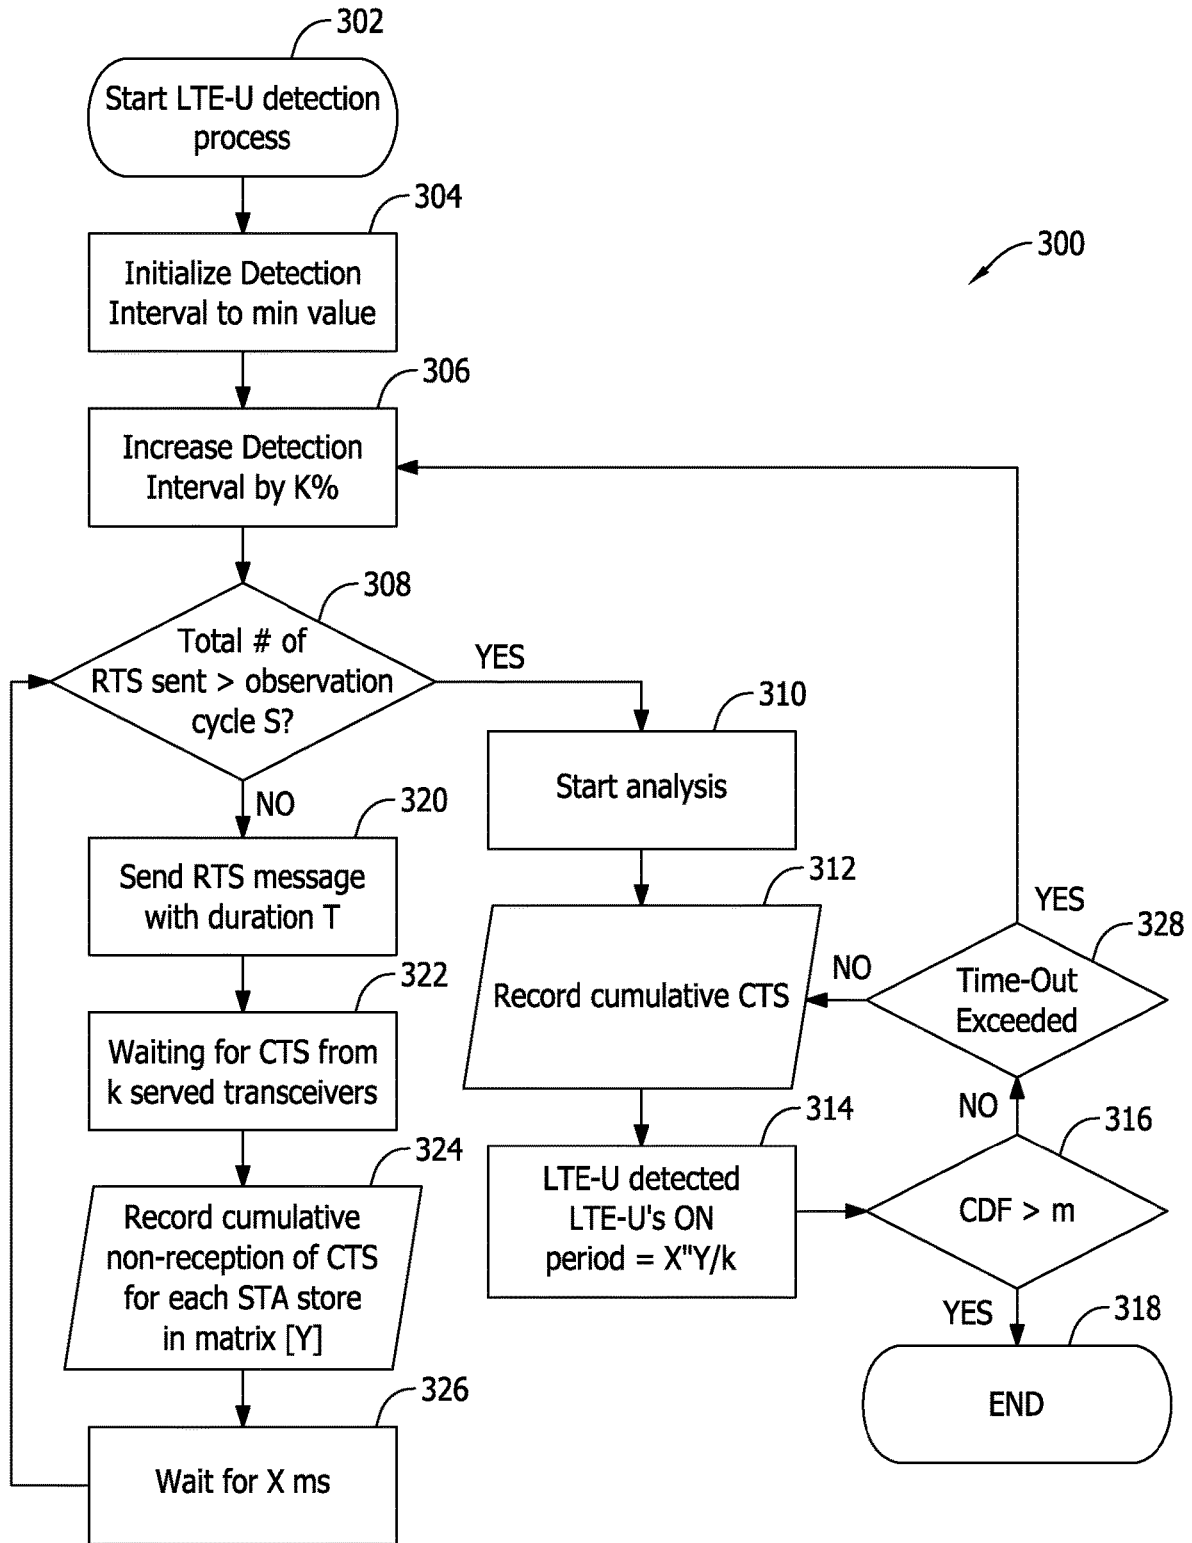 302
Start LTE-U detection
process
304
Initialize Detection
Interval to min value
300
306
Increase Detection
Interval by K%
308
Total # of
RTS sent > observation
cycle S?
YES
NO
310
Start analysis
320
Send RTS message
with duration T
312
Record cumulative CTS
YES
328
NO
Time-Out
Exceeded
322
Waiting for CTS from
k served transceivers
314
LTE-U detected
LTE-U's ON
period = X"Y/k
NO
316
CDF > m
YES
324
Record cumulative
non-reception of CTS
for each STA store
in matrix [Y]
318
END
326
Wait for X ms